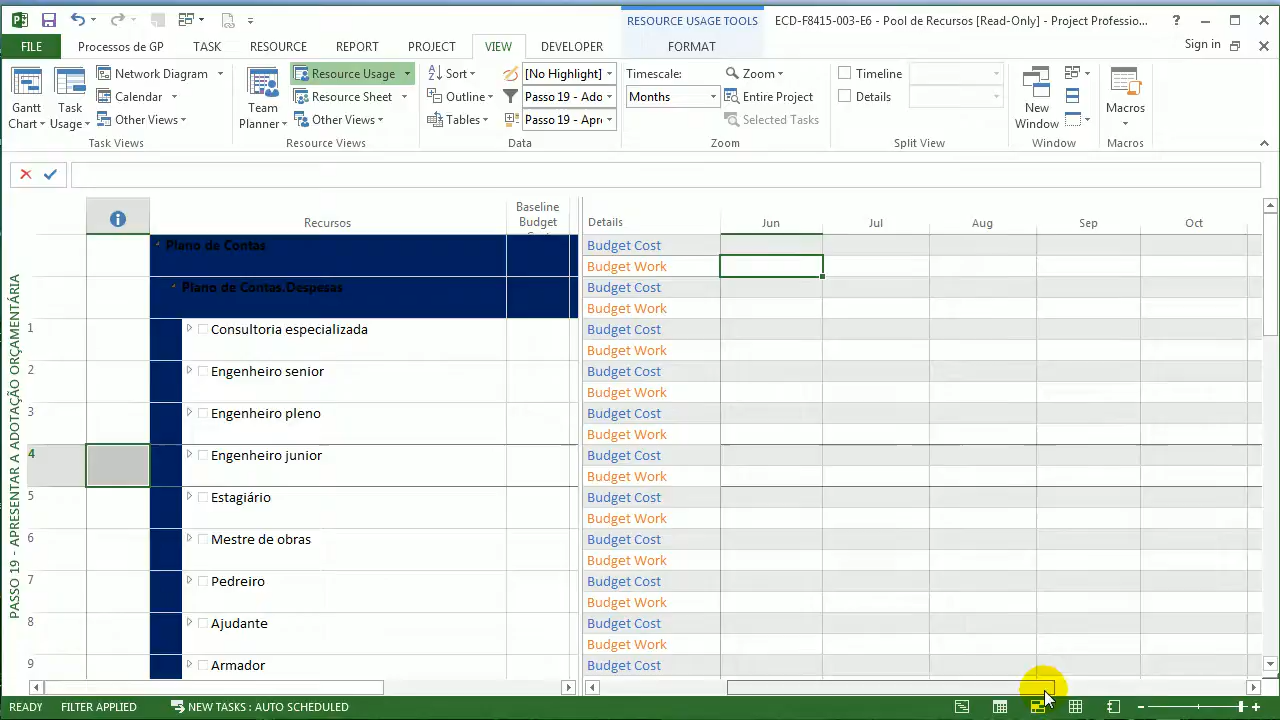 RESOURCE USAGE TOOLS
ECD-F8415-003-E6 - Pool de Recursos [Read-Only] - Project Professio...
FILE
Processos de GP
TASK
RESOURCE
REPORT
PROJECT
VIEW
DEVELOPER
FORMAT
Sign in
Gantt Chart
Task Usage
Network Diagram
Calendar
Other Views
Task Views
Team Planner
Resource Usage
Resource Sheet
Other Views
Resource Views
Sort
Outline
Tables
[No Highlight]
Passo 19 - Ado
Passo 19 - Apre
Data
Timescale:
Months
Zoom
Entire Project
Selected Tasks
Zoom
Timeline
Details
Split View
New Window
Window
Macros
Macros
Recursos
Baseline
Budget
Details
Jun
Jul
Aug
Sep
Oct
Plano de Contas
Budget Cost
Budget Work
Plano de Contas.Despesas
Budget Cost
Budget Work
1 Consultoria especializada Budget Cost
Budget Work
2 Engenheiro senior Budget Cost
Budget Work
3 Engenheiro pleno Budget Cost
Budget Work
4 Engenheiro junior Budget Cost
Budget Work
5 Estagiário Budget Cost
Budget Work
6 Mestre de obras Budget Cost
Budget Work
7 Pedreiro Budget Cost
Budget Work
8 Ajudante Budget Cost
Budget Work
9 Armador Budget Cost
PASSO 19 - APRESENTAR A ADOTAÇÃO ORÇAMENTÁRIA
READY
FILTER APPLIED
NEW TASKS : AUTO SCHEDULED